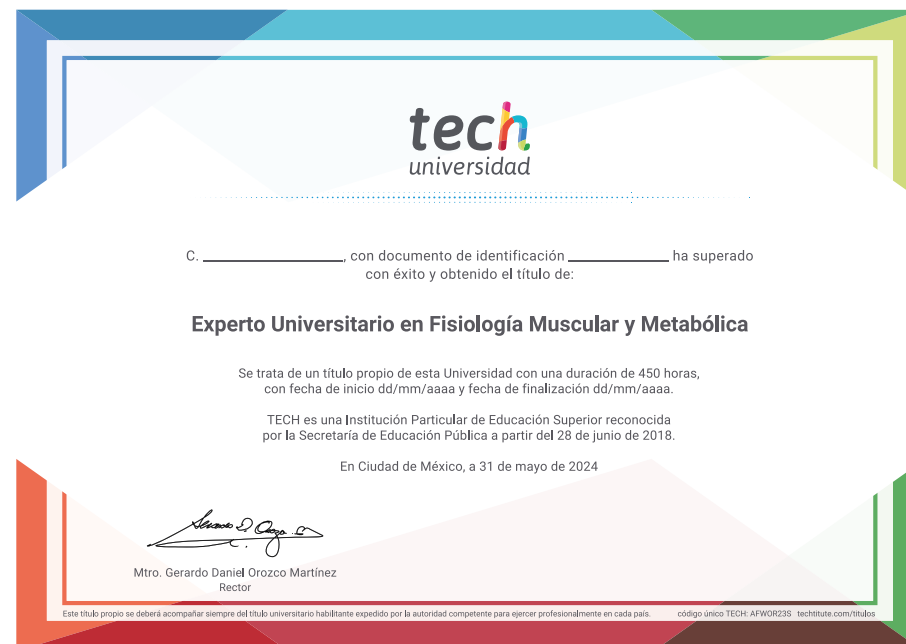 tech
universidad
C. ____________________, con documento de identificación ______________ ha superado
con éxito y obtenido el título de:
Experto Universitario en Fisiología Muscular y Metabólica
Se trata de un título propio de esta Universidad con una duración de 450 horas,
con fecha de inicio dd/mm/aaaa y fecha de finalización dd/mm/aaaa.
TECH es una Institución Particular de Educación Superior reconocida
por la Secretaría de Educación Pública a partir del 28 de junio de 2018.
En Ciudad de México, a 31 de mayo de 2024
Mtro. Gerardo Daniel Orozco Martínez
Rector
Este título propio se deberá acompañar siempre del título universitario habilitante expedido por la autoridad competente para ejercer profesionalmente en cada país. código único TECH: AFWOR23S techtitute.com/titulos